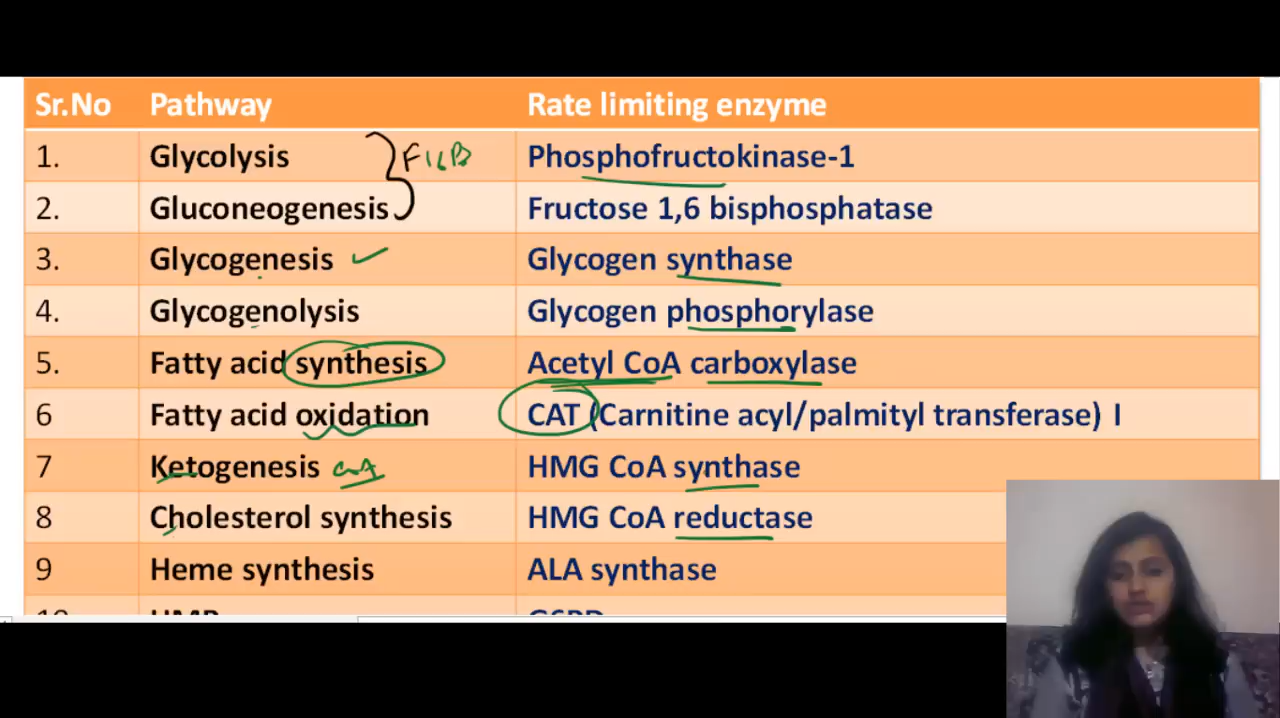 Sr.No Pathway Rate limiting enzyme
1. Glycolysis Phosphofructokinase-1
2. Gluconeogenesis Fructose 1,6 bisphosphatase
3. Glycogenesis Glycogen synthase
4. Glycogenolysis Glycogen phosphorylase
5. Fatty acid synthesis Acetyl CoA carboxylase
6 Fatty acid oxidation CAT (Carnitine acyl/palmityl transferase) I
7 Ketogenesis HMG CoA synthase
8 Cholesterol synthesis HMG CoA reductase
9 Heme synthesis ALA synthase